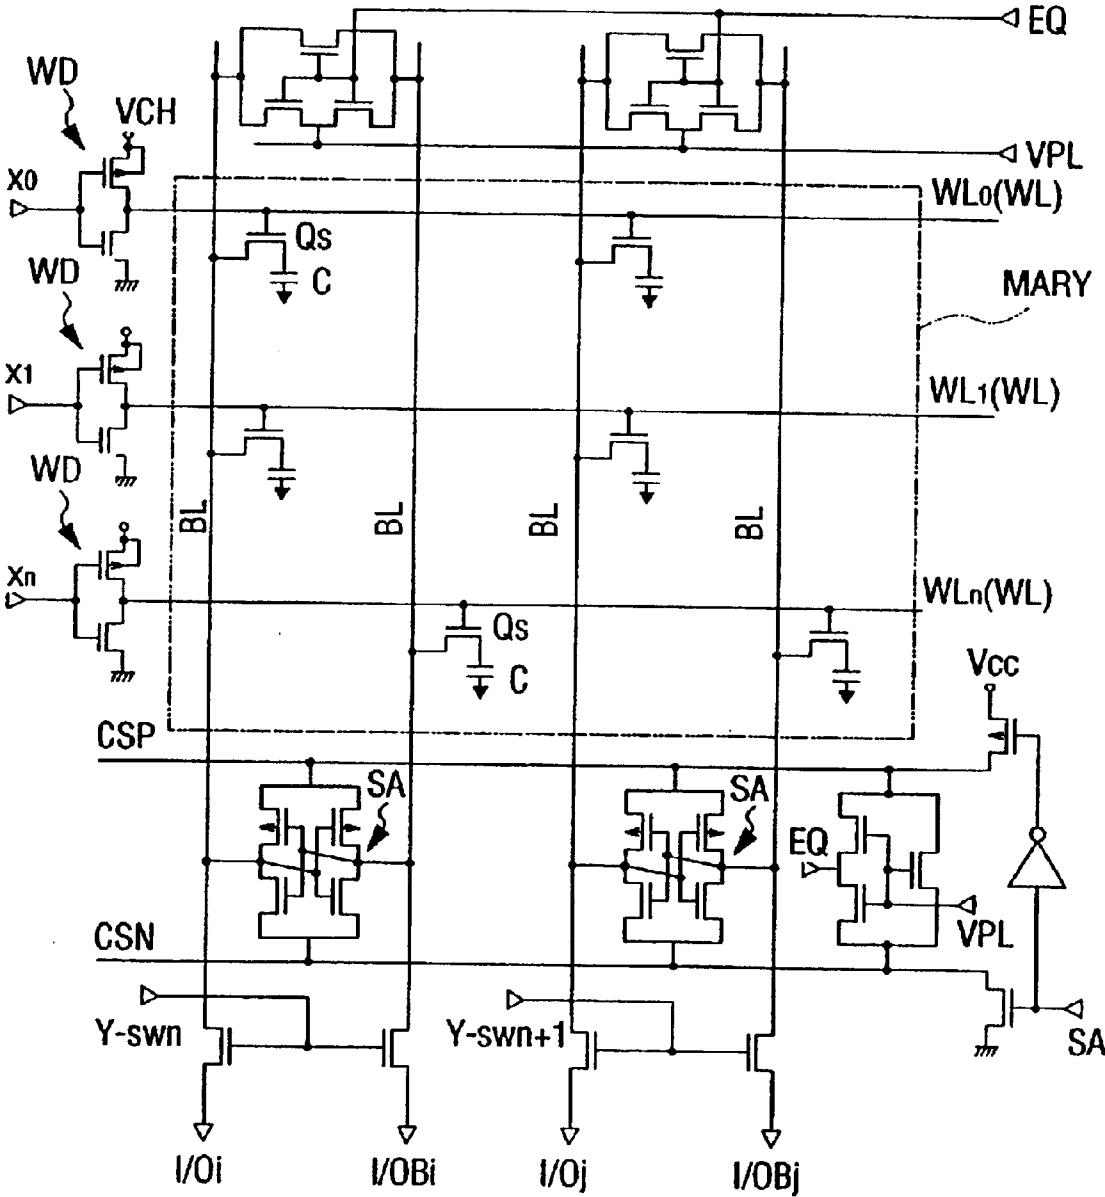 EQ
WD
VCH
VPL
X0
WL0(WL)
Qs
C
WD
MARY
X1
WL1(WL)
WD
BL
BL
BL
BL
Xn
WLn(WL)
Qs
C
Vcc
CSP
SA
SA
EQ
VPL
CSN
Y-swn
Y-swn+1
SA
I/Oi
I/OBi
I/Oj
I/OBj